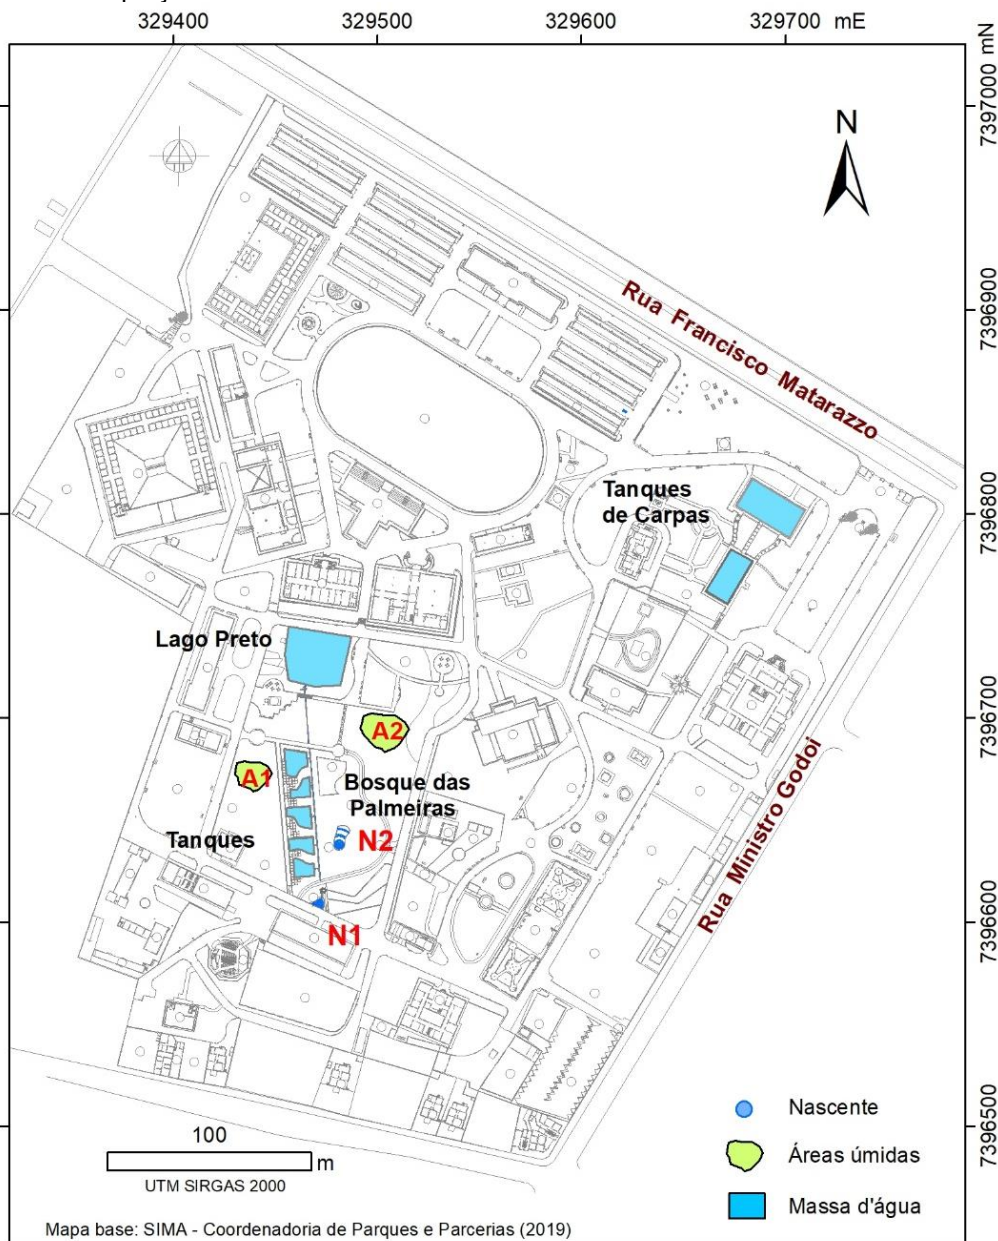 329400 329500 329600 329700 mE
7397000 mN
N
Rua Francisco Matarazzo
7396900
Tanques
de Carpas
7396800
Lago Preto
7396700
A2
A1
Bosque das
Palmeiras
Tanques
N2
Rua Ministro Godoi
N1
7396600
Nascente
7396500
100
m
Áreas úmidas
UTM SIRGAS 2000
Massa d'água
Mapa base: SIMA - Coordenadoria de Parques e Parcerias (2019)